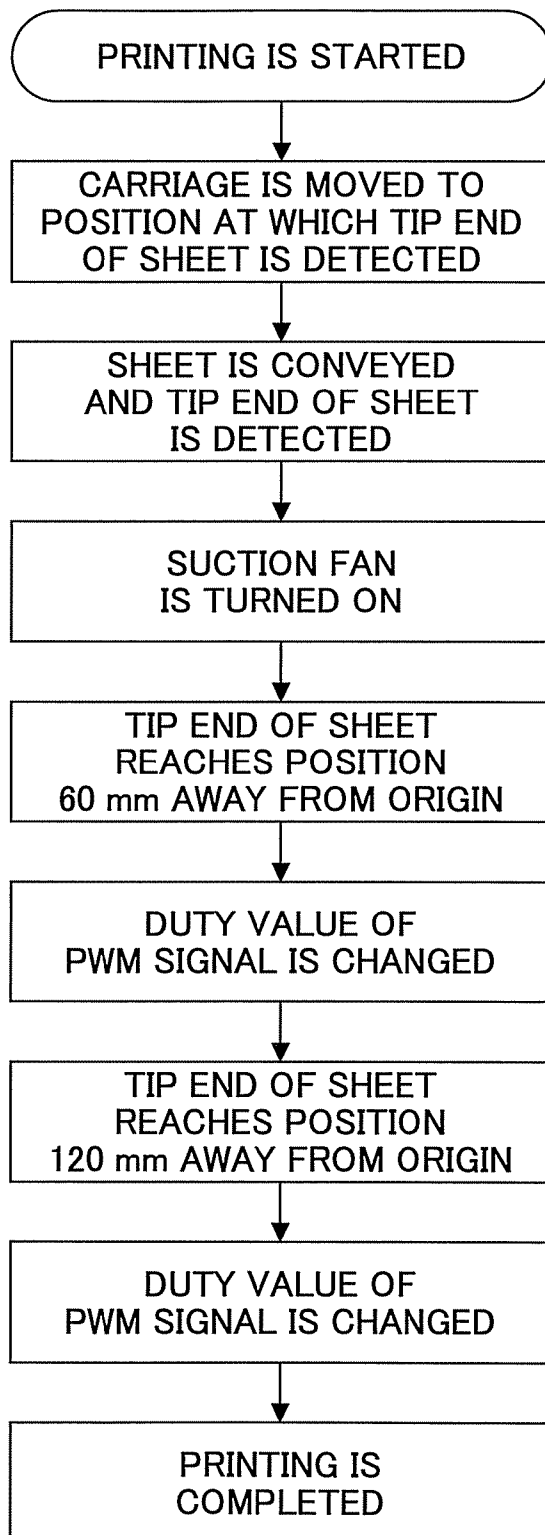 PRINTING IS STARTED
CARRIAGE IS MOVED TO
POSITION AT WHICH TIP END
OF SHEET IS DETECTED
SHEET IS CONVEYED
AND TIP END OF SHEET
IS DETECTED
SUCTION FAN
IS TURNED ON
TIP END OF SHEET
REACHES POSITION
60 mm AWAY FROM ORIGIN
DUTY VALUE OF
PWM SIGNAL IS CHANGED
TIP END OF SHEET
REACHES POSITION
120 mm AWAY FROM ORIGIN
DUTY VALUE OF
PWM SIGNAL IS CHANGED
PRINTING IS
COMPLETED